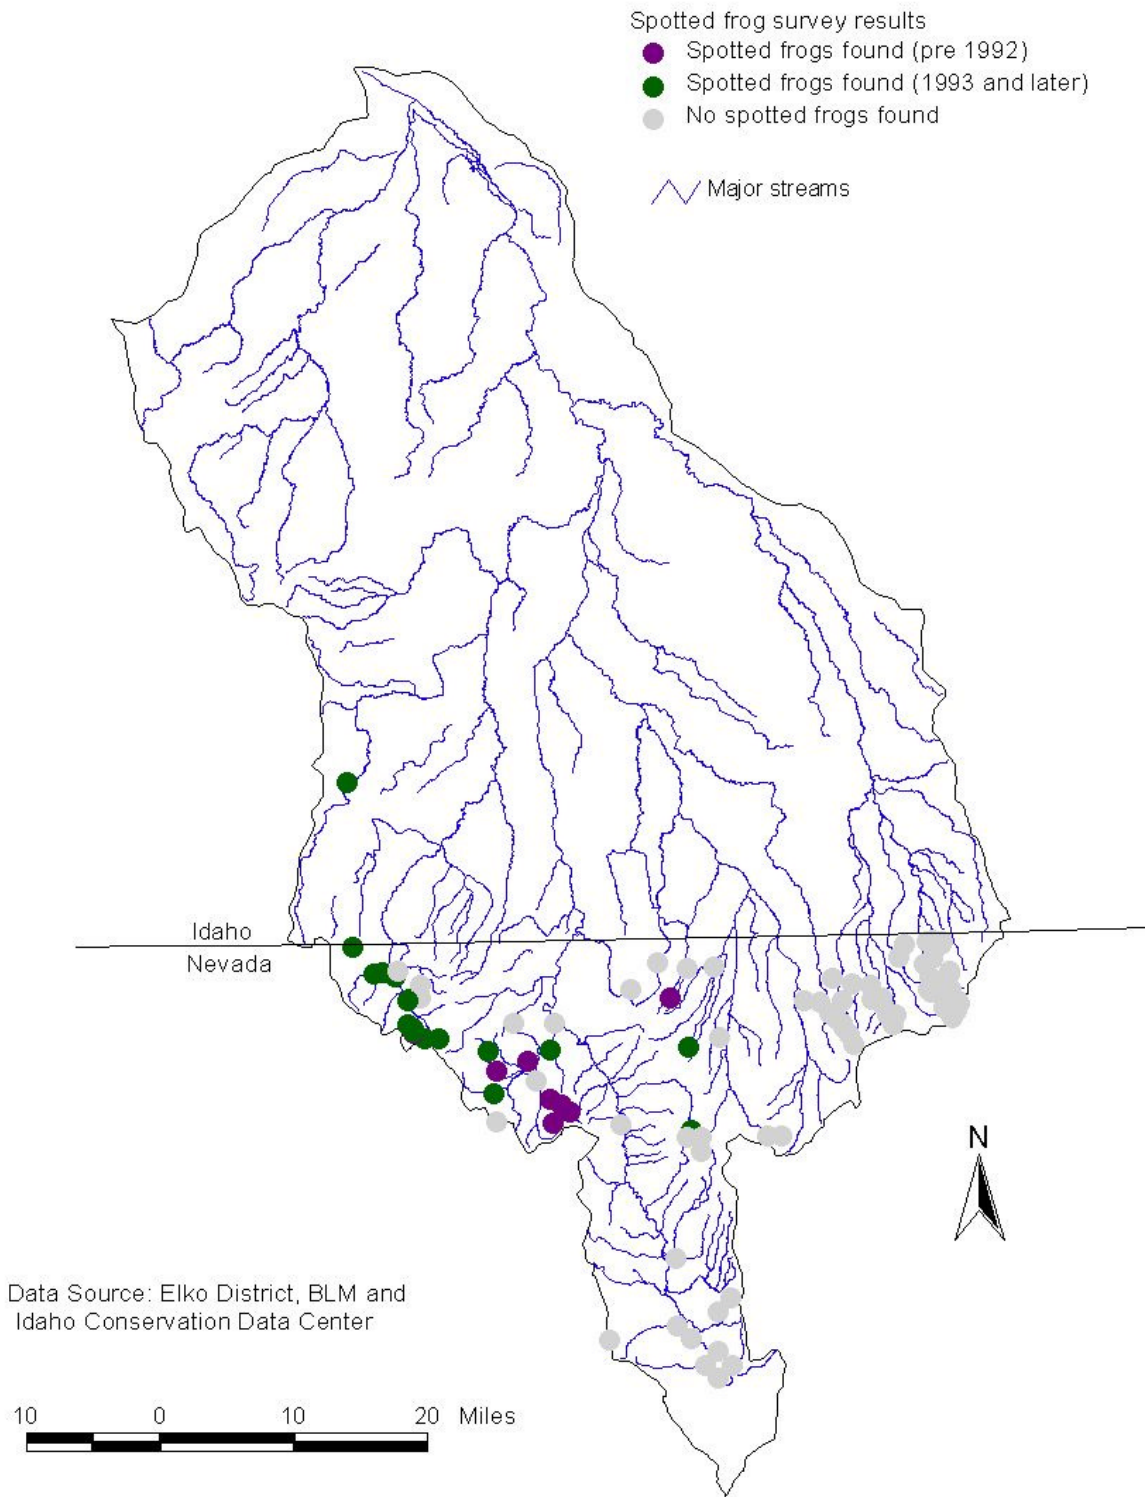 Spotted frog survey results
Spotted frogs found (pre 1992)
Spotted frogs found (1993 and later)
No spotted frogs found
Major streams
Idaho
Nevada
N
Data Source: Elko District, BLM and
Idaho Conservation Data Center
10 0 10 20 Miles